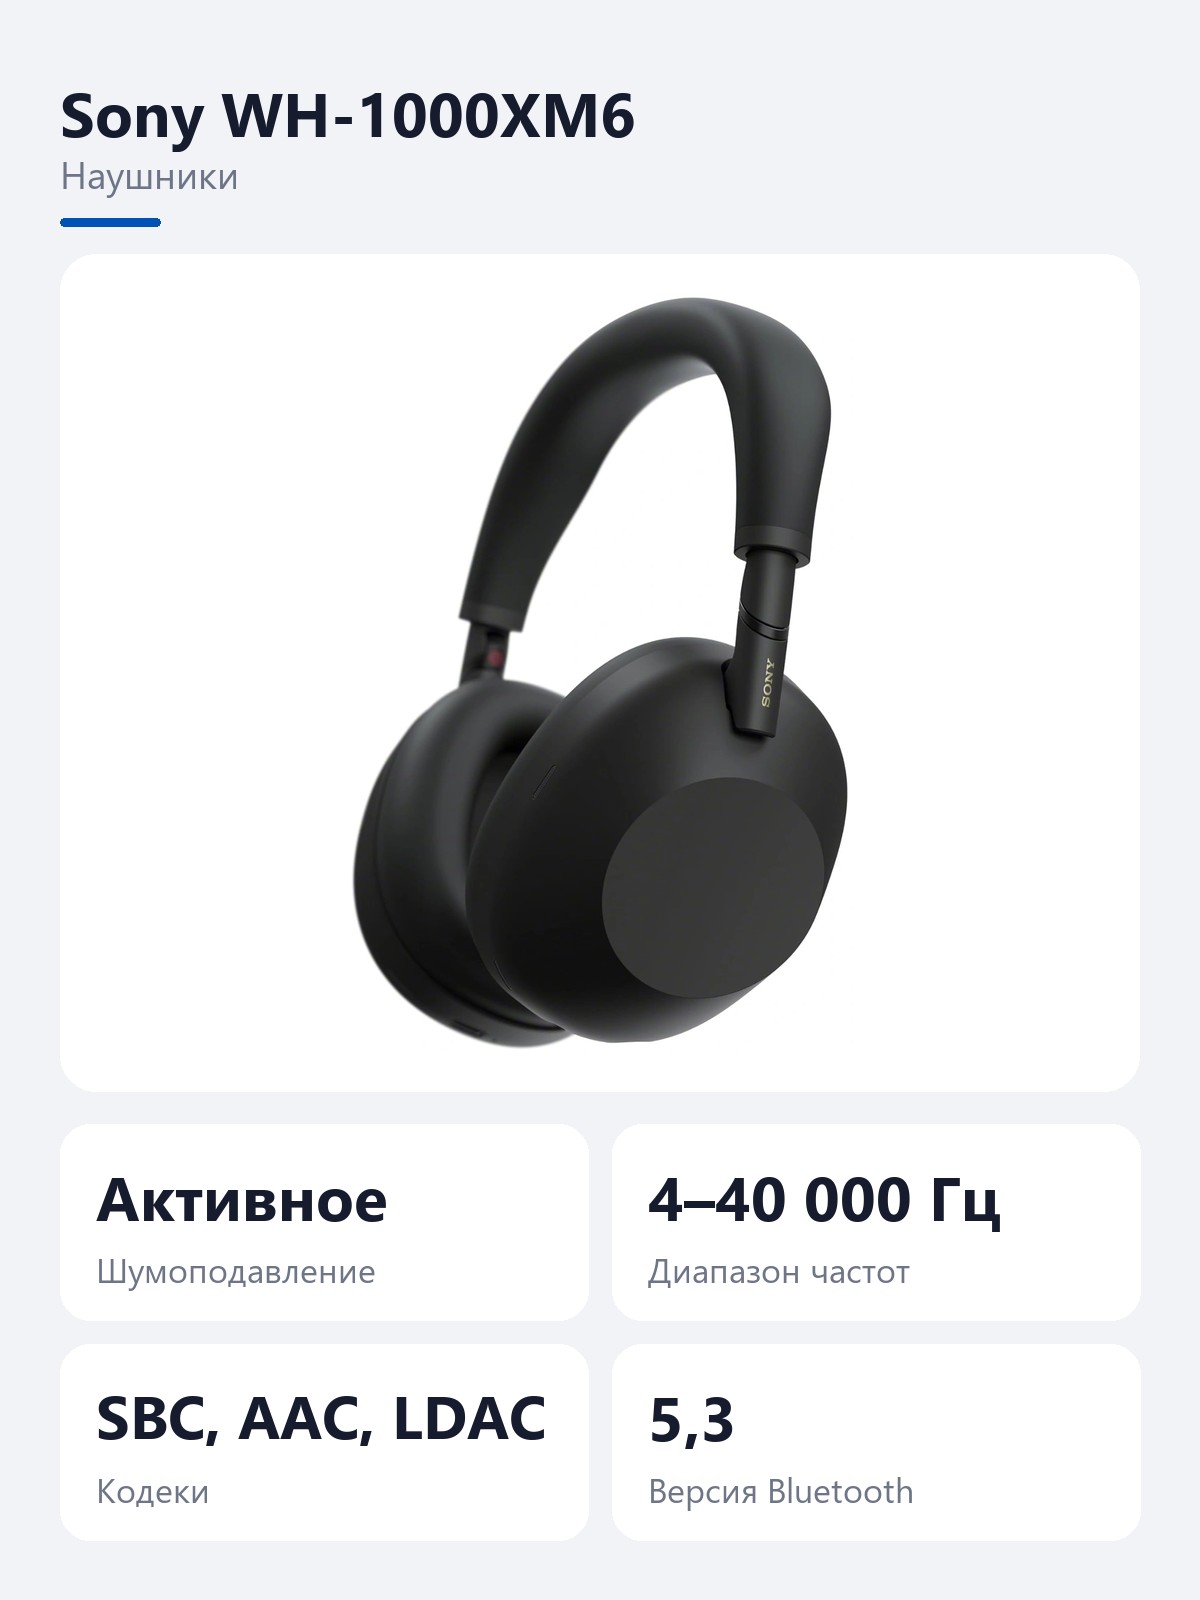 Sony WH-1000XM6
Наушники
SONY
Активное
Шумоподавление
4–40 000 Гц
Диапазон частот
SBC, AAC, LDAC
Кодеки
5,3
Версия Bluetooth